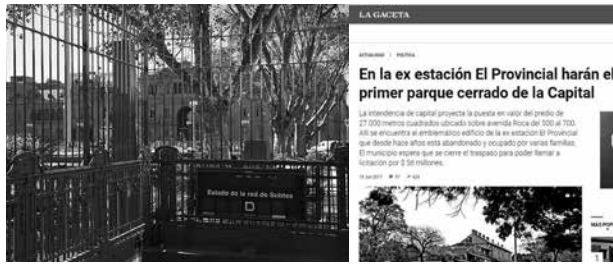 Estado de la red de Subtes
D
LA GACETA
ACTUALIDAD / POLÍTICA
En la ex estación El Provincial harán el
primer parque cerrado de la Capital
La intendencia de capital proyecta la puesta en valor del predio de
27.000 metros cuadrados ubicado sobre avenida Roca del 500 al 700.
Allí se encuentra el emblemático edificio de la ex estación El Provincial
que desde hace años está abandonado y ocupado por varias familias.
El municipio espera que se cierre el traspaso para poder llamar a
licitación por $ 56 millones.
MÁS POP
1